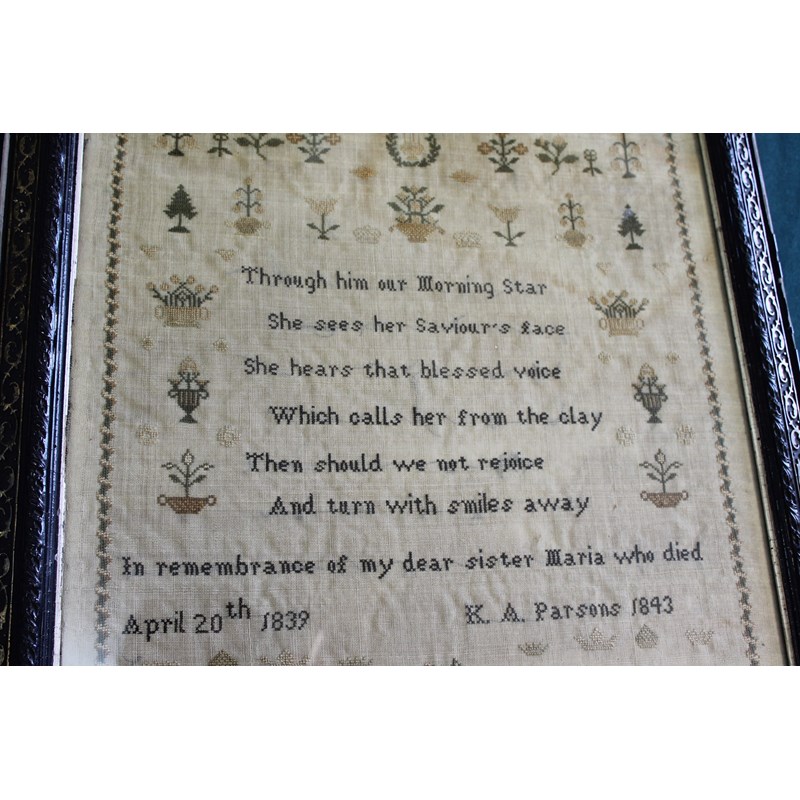 Through him our Morning Star
She sees her Saviour's face
She hears that blessed voice
Which calls her from the clay
Then should we not rejoice
And turn with smiles away
In remembrance of my dear sister Maria who died
April 20th 1839 K. A. Parsons 1843